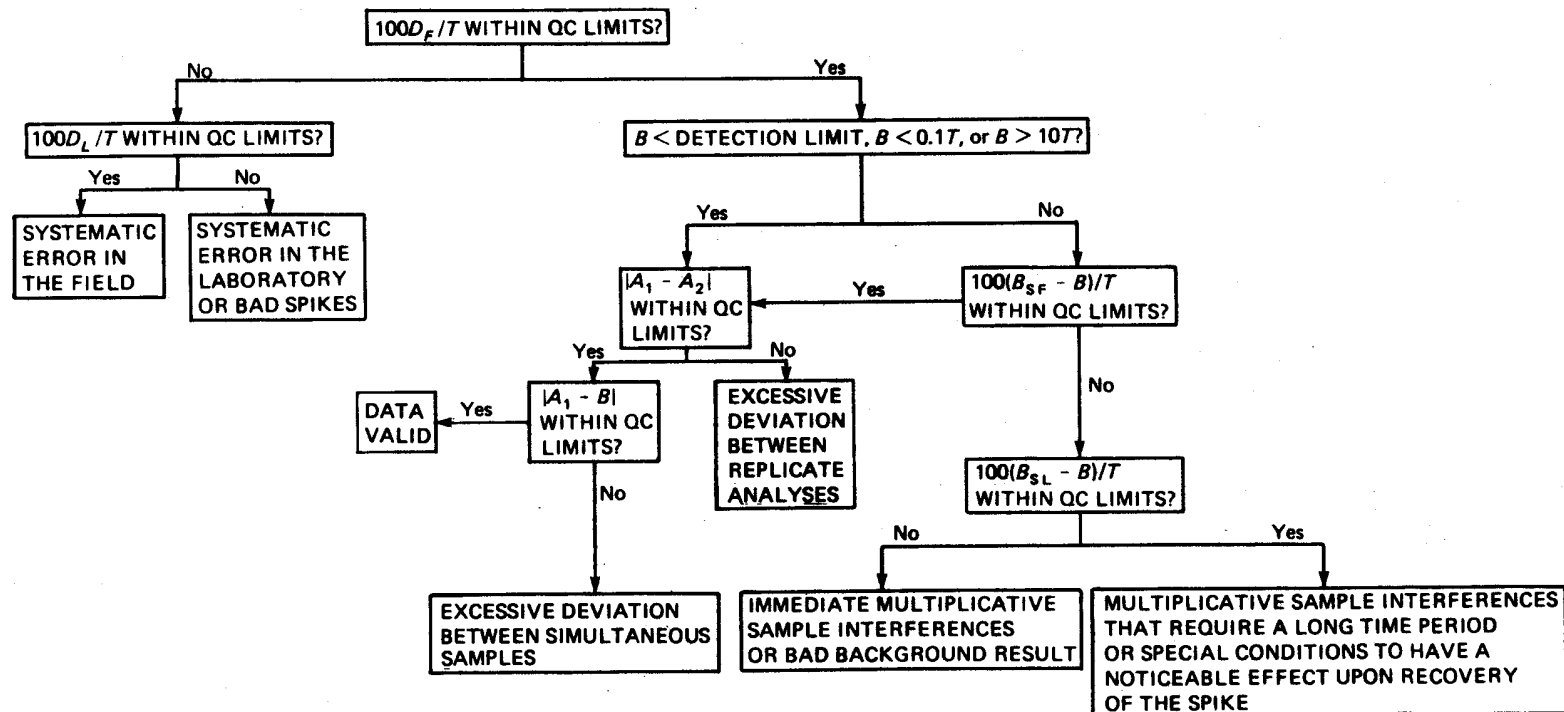 100D_F/T WITHIN QC LIMITS?
No
Yes
100D_L/T WITHIN QC LIMITS?
B < DETECTION LIMIT, B < 0.1T, or B > 10T?
Yes
No
SYSTEMATIC
ERROR IN
THE FIELD
SYSTEMATIC
ERROR IN THE
LABORATORY
OR BAD SPIKES
Yes
No
|A₁ - A₂|
WITHIN QC
LIMITS?
Yes
100(B_SF - B)/T
WITHIN QC LIMITS?
Yes
No
No
|A₁ - B|
WITHIN QC
LIMITS?
Yes
DATA
VALID
EXCESSIVE
DEVIATION
BETWEEN
REPLICATE
ANALYSES
No
100(B_SL - B)/T
WITHIN QC LIMITS?
No
Yes
EXCESSIVE DEVIATION
BETWEEN SIMULTANEOUS
SAMPLES
IMMEDIATE MULTIPLICATIVE
SAMPLE INTERFERENCES
OR BAD BACKGROUND RESULT
MULTIPLICATIVE SAMPLE INTERFERENCES
THAT REQUIRE A LONG TIME PERIOD
OR SPECIAL CONDITIONS TO HAVE A
NOTICEABLE EFFECT UPON RECOVERY
OF THE SPIKE